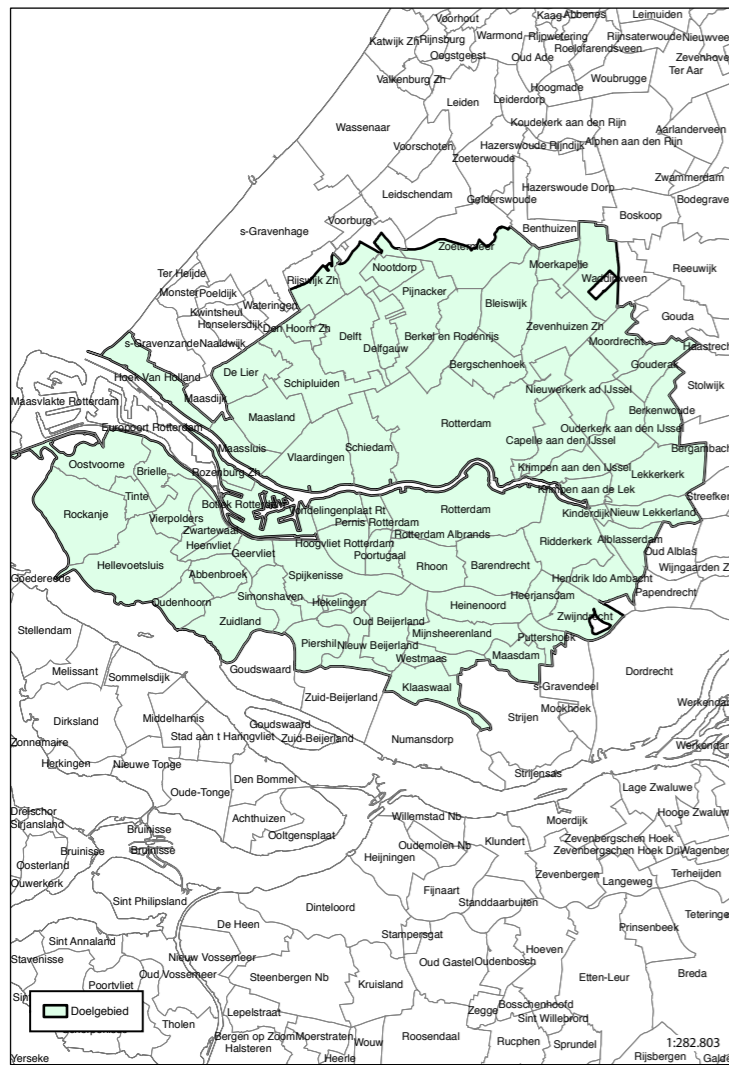 Voorhout
Kaag
Abbenes
Leimuiden
Katwijk Zh
Rijnsburg
Warmond
Rijpwetering
Rijnsaterwoude
Oegstgeest
Oud Ade
Roelofarendsveen
Valkenburg Zh
Hoogmade
Woubrugge
Ter Aar
Leiden
Leiderdorp
Wassenaar
Koudekerk aan den Rijn
Aarlanderveen
Voorschoten
Hazerswoude Rijndijk
Alphen aan den Rijn
Zoeterwoude
Zwammerdam
Leidschendam
Gelderswoude
Hazerswoude Dorp
Boskoop
s-Gravenhage
Voorburg
Benthuizen
Zoetermeer
Ter Heijde
Rijswijk Zh
Nootdorp
Moerkapelle
Waddinxveen
Reeuwijk
Monster
Poeldijk
Pijnacker
Wateringen
Kwintsheul
Bleiswijk
Honselersdijk
Den Hoorn Zh
Delft
Berkel en Rodenrijs
Zevenhuizen Zh
Gouda
s-Gravenzande
Naaldwijk
Delfgauw
Moordrecht
De Lier
Bergschenhoek
Gouderak
Hoek Van Holland
Schipluiden
Nieuwerkerk ad IJssel
Stolwijk
Maasdijk
Berkenwoude
Maasvlakte Rotterdam
Maasland
Rotterdam
Europoort Rotterdam
Ouderkerk aan den IJssel
Maassluis
Schiedam
Capelle aan den IJssel
Vlaardingen
Oostvoorne
Brielle
Rozenburg Zh
Krimpen aan den IJssel
Lekkerkerk
Tinte
Krimpen aan de Lek
Rockanje
Vierpolders
Vondelingenplaat Rt
Rotterdam
Kinderdijk
Nieuw Lekkerland
Pernis Rotterdam
Zwartewaal
Heenvliet
Hoogvliet Rotterdam
Rotterdam Albrands
Ridderkerk
Alblasserdam
Geervliet
Poortugaal
Oud Alblas
Hellevoetsluis
Abbenbroek
Spijkenisse
Rhoon
Barendrecht
Goedereede
Hendrik Ido Ambacht
Papendrecht
Oudenhoorn
Simonshaven
Hekelingen
Heinenoord
Heerjansdam
Zuidland
Oud Beijerland
Zwijndrecht
Stellendam
Piershil
Nieuw Beijerland
Mijnsheerenland
Puttershoek
Westmaas
Maasdam
Melissant
Sommelsdijk
Goudswaard
Klaaswaal
Dordrecht
Zuid-Beijerland
s-Gravendeel
Dirksland
Middelharnis
Goudswaard
Mookhoek
Strijen
Stad aan t Haringvliet
Zuid-Beijerland
Numansdorp
Zonnemaire
Herkingen
Nieuwe Tonge
Den Bommel
Strijensas
Oude-Tonge
Lage Zwaluwe
Dreischor
Sirjansland
Bruinisse
Achthuizen
Willemstad Nb
Moerdijk
Ooltgensplaat
Oudemolen Nb
Klundert
Zevenbergschen Hoek
Bruinisse
Bruinisse
Oosterland
Heijningen
Ouwerkerk
Zevenbergen
Langeweg
Terheijden
Sint Philipsland
Fijnaart
Standdaarbuiten
Dinteloord
Prinsenbeek
De Heen
Sint Annaland
Stampersgat
Stavenisse
Nieuw Vossemeer
Hoeven
Oud Gastel
Oudenbosch
Oud Vossemeer
Steenbergen Nb
Etten-Leur
Breda
Poortvliet
Kruisland
Doelgebied
Lepelstraat
Zegge
Bosschenhoofd
Tholen
Sint Willebrord
1:282.803
Bergen op Zoom
Moerstraten
Wouw
Roosendaal
Rucphen
Sprundel
Halsteren
Yerseke
Heerle
Rijsbergen